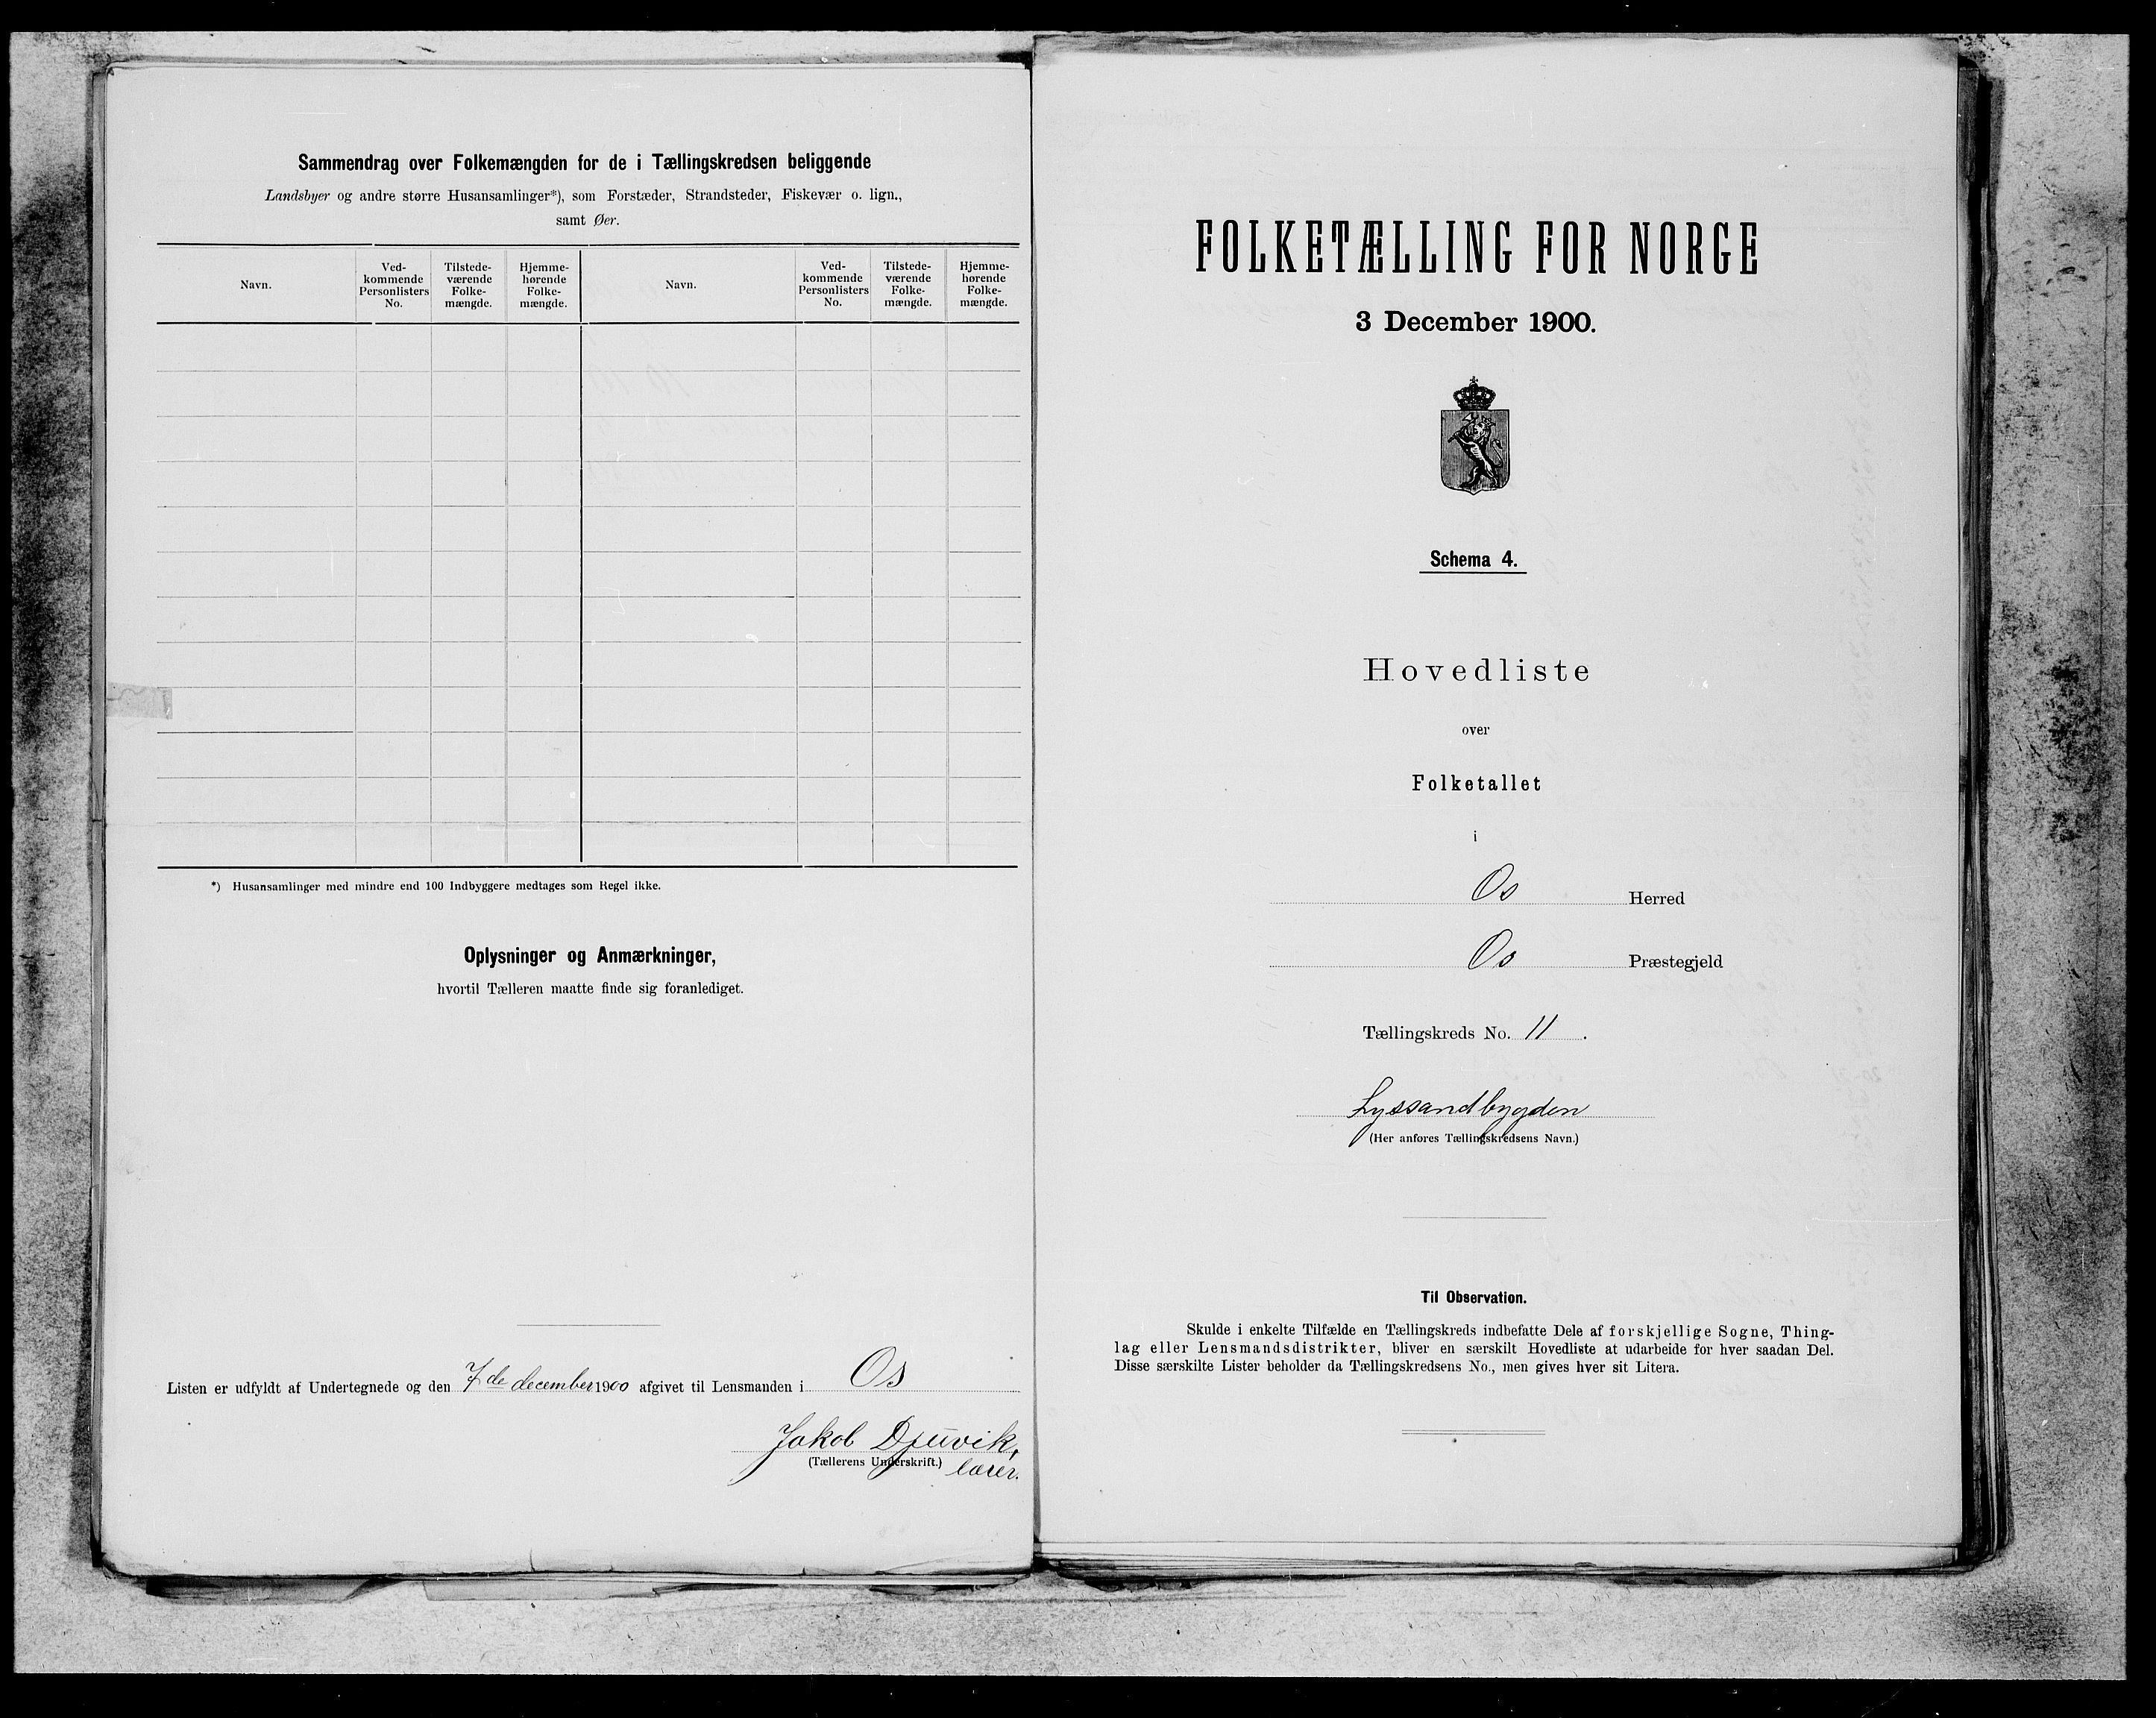 Sammendrag over Folkemængden for de i Tællingskredsen beliggende
Landsbyer og andre større Husansamlinger*), som Forstæder, Strandsteder, Fiskevær o. lign.,
samt Øer.
Navn.
Ved-
kommende
Personlisters
No.
Tilstede-
værende
Folke-
mængde.
Hjemme-
hørende
Folke-
mængde.
Navn.
Ved-
kommende
Personlisters
No.
Tilstede-
værende
Folke-
mængde.
Hjemme-
hørende
Folke-
mængde.
*) Husansamlinger med mindre end 100 Indbyggere medtages som Regel ikke.
Oplysninger og Anmærkninger,
hvortil Tælleren maatte finde sig foranlediget.
Listen er udfyldt af Undertegnede og den 7de december 1900 afgivet til Lensmanden i Os
Jakob Djuvik,
(Tællerens Underskrift.) lærer.
FOLKETÆLLING FOR NORGE
3 December 1900.
Schema 4.
Hovedliste
over
Folketallet
i
Os Herred
Os Præstegjeld
Tællingskreds No. 11.
Lyssandbygden
(Her anføres Tællingskredsens Navn.)
Til Observation.
Skulde i enkelte Tilfælde en Tællingskreds indbefatte Dele af forskjellige Sogne, Thing-
lag eller Lensmandsdistrikter, bliver en særskilt Hovedliste at udarbeide for hver saadan Del.
Disse særskilte Lister beholder da Tællingskredsens No., men gives hver sit Litera.